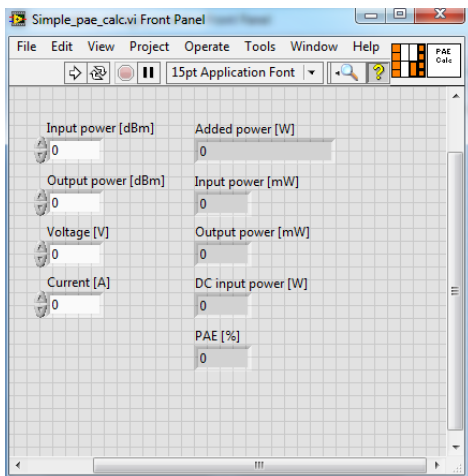 Simple_pae_calc.vi Front Panel
File Edit View Project Operate Tools Window Help
PAE
Calc
15pt Application Font
?
Input power [dBm]
0
Output power [dBm]
0
Voltage [V]
0
Current [A]
0
Added power [W]
0
Input power [mW]
0
Output power [mW]
0
DC input power [W]
0
PAE [%]
0